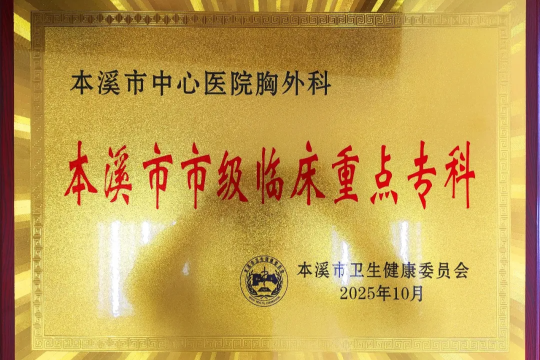 本溪市中心医院胸外科
本溪市市级临床重点专科
本溪市卫生健康委员会
2025年10月